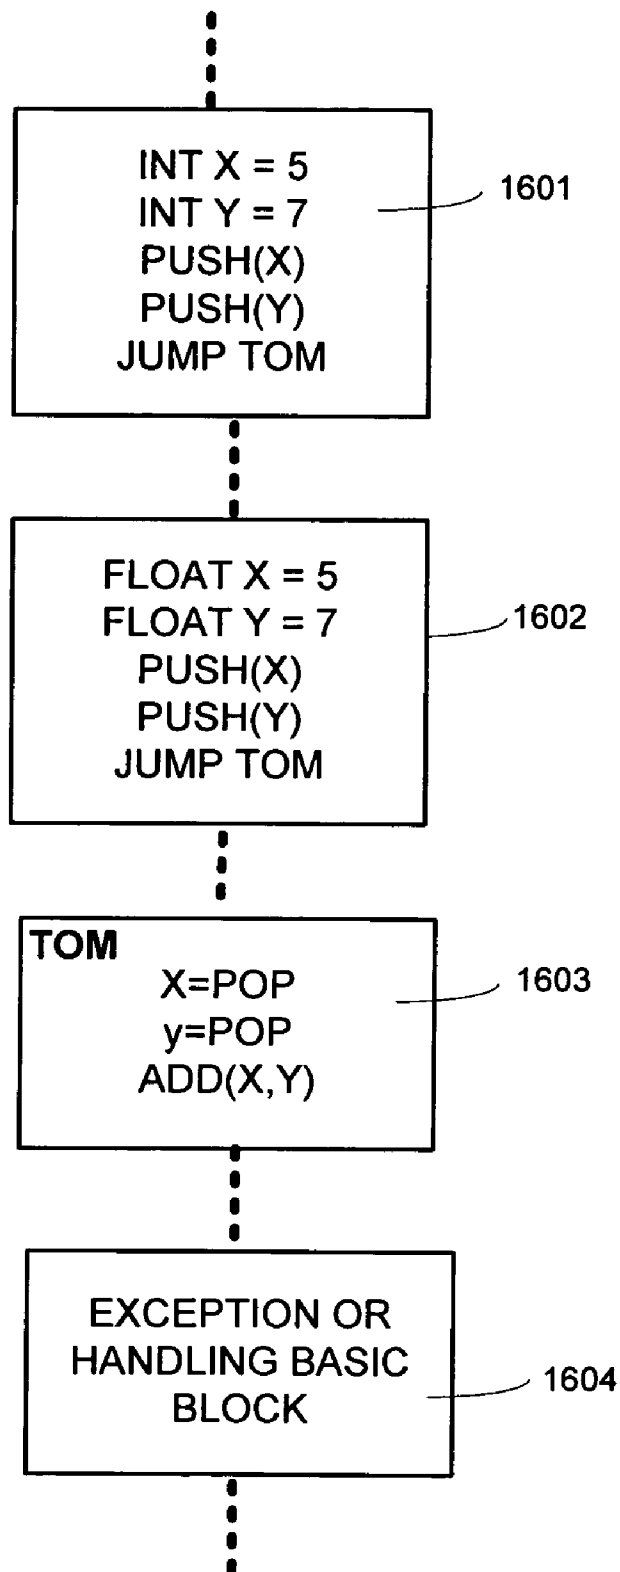 INT X = 5
INT Y = 7
PUSH(X)
PUSH(Y)
JUMP TOM
1601
FLOAT X = 5
FLOAT Y = 7
PUSH(X)
PUSH(Y)
JUMP TOM
1602
TOM
X=POP
y=POP
ADD(X,Y)
1603
EXCEPTION OR
HANDLING BASIC
BLOCK
1604